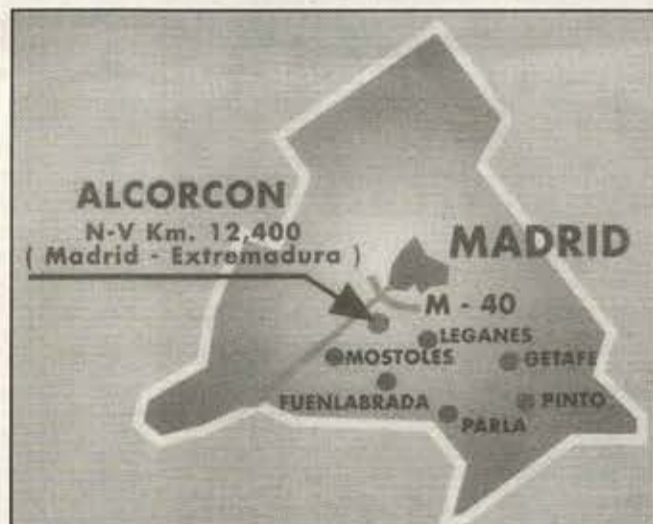 ALCORCON
N-V Km. 12,400
( Madrid - Extremadura )
MADRID
M - 40
LEGANES
MOSTOLES
GETAFE
FUENLABRADA
PINTO
PARLA